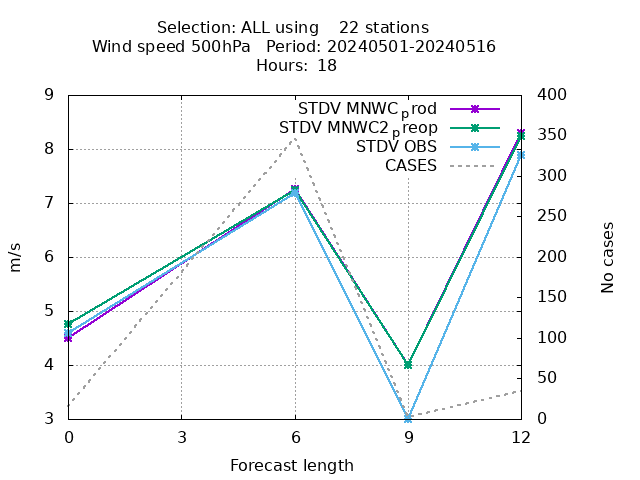 Selection: ALL using    22 stations
Wind speed 500hPa   Period: 20240501-20240516
Hours: 18
STDV MNWC_prod
STDV MNWC2_preop
STDV OBS
CASES
9
8
7
6
5
4
3
400
350
300
250
200
150
100
50
0
m/s
No cases
0 3 6 9 12
Forecast length